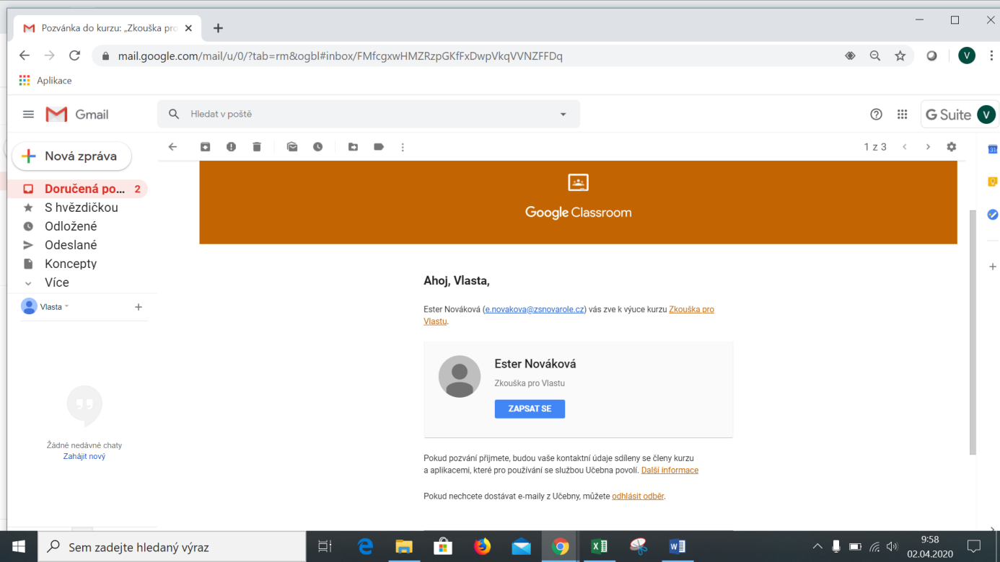 Pozvánka do kurzu: „Zkouška pro
mail.google.com/mail/u/0/?tab=rm&ogbl#inbox/FMfcgxwHMZRzpGKfFxDwpVkqVVNZFFDq
V
Aplikace
Gmail
Hledat v poště
G Suite
V
Nová zpráva
1 z 3
31
Doručená po... 2
S hvězdičkou
Odložené
Odeslané
Koncepty
Více
Vlasta
Žádné nedávné chaty
Zahájit nový
Google Classroom
Ahoj, Vlasta,
Ester Nováková (e.novakova@zsnovarole.cz) vás zve k výuce kurzu Zkouška pro
Vlastu.
Ester Nováková
Zkouška pro Vlastu
ZAPSAT SE
Pokud pozvání přijmete, budou vaše kontaktní údaje sdíleny se členy kurzu
a aplikacemi, které pro používání se službou Učebna povolí. Další informace
Pokud nechcete dostávat e-maily z Učebny, můžete odhlásit odběr.
Sem zadejte hledaný výraz
9:58
02.04.2020